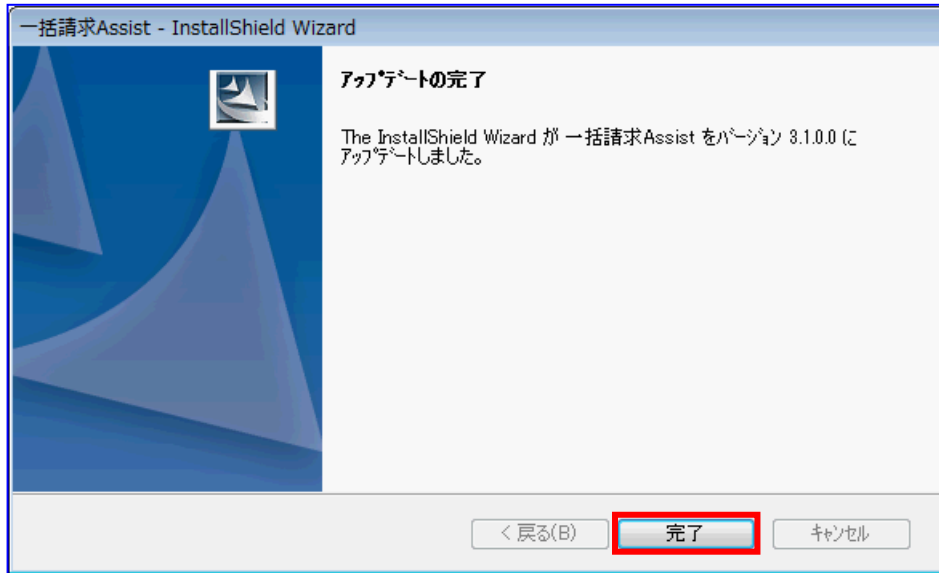 一括請求Assist - InstallShield Wizard
ｱｯﾌﾟﾃﾞｰﾄの完了
The InstallShield Wizard が 一括請求Assist をﾊﾞｰｼﾞｮﾝ 3.1.0.0 に
ｱｯﾌﾟﾃﾞｰﾄしました。
< 戻る(B)
完了
ｷｬﾝｾﾙ